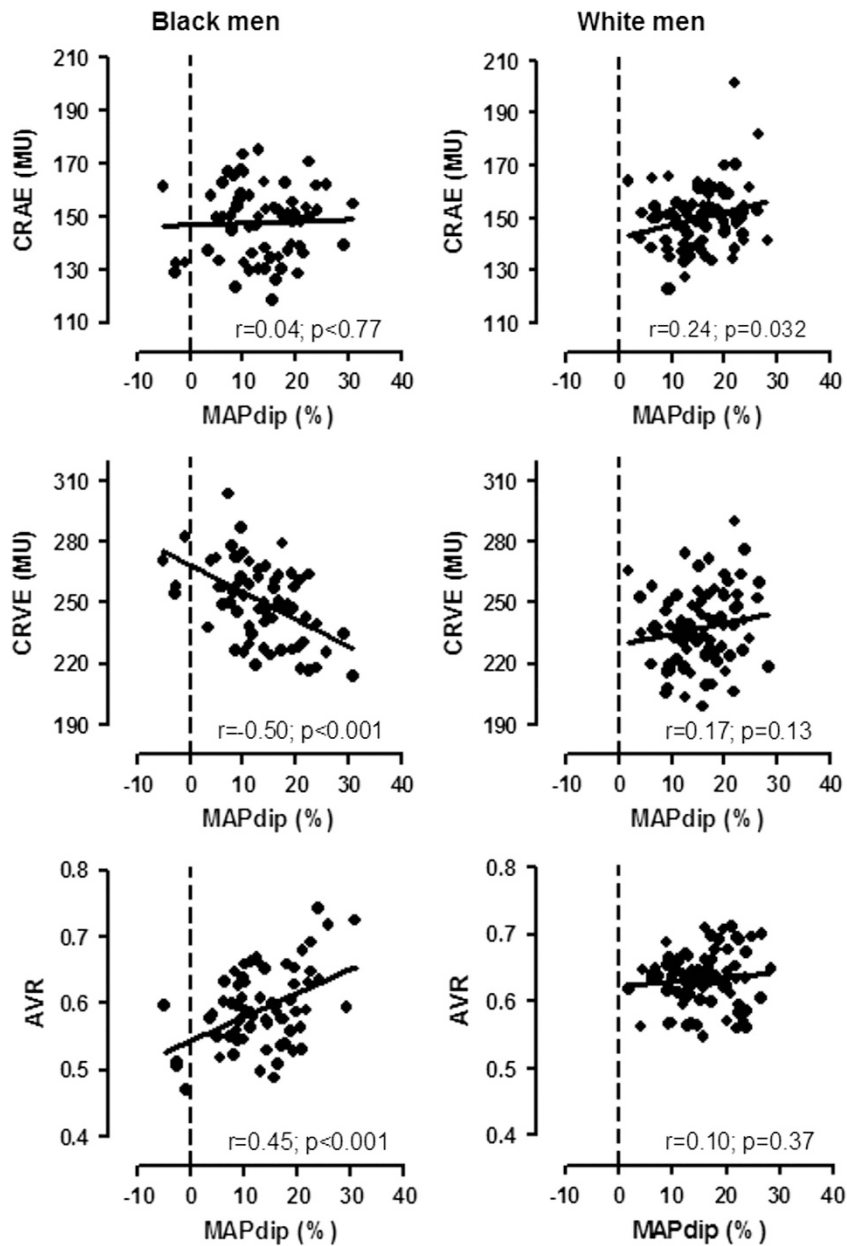 Black men
White men
210
190
170
150
130
110
CRAE (MU)
r=0.04; p<0.77
-10 0 10 20 30 40
MAPdip (%)
210
190
170
150
130
110
CRAE (MU)
r=0.24; p=0.032
-10 0 10 20 30 40
MAPdip (%)
310
280
250
220
190
CRVE (MU)
r=-0.50; p<0.001
-10 0 10 20 30 40
MAPdip (%)
310
280
250
220
190
CRVE (MU)
r=0.17; p=0.13
-10 0 10 20 30 40
MAPdip (%)
0.8
0.7
0.6
0.5
0.4
AVR
r=0.45; p<0.001
-10 0 10 20 30 40
MAPdip (%)
0.8
0.7
0.6
0.5
0.4
AVR
r=0.10; p=0.37
-10 0 10 20 30 40
MAPdip (%)